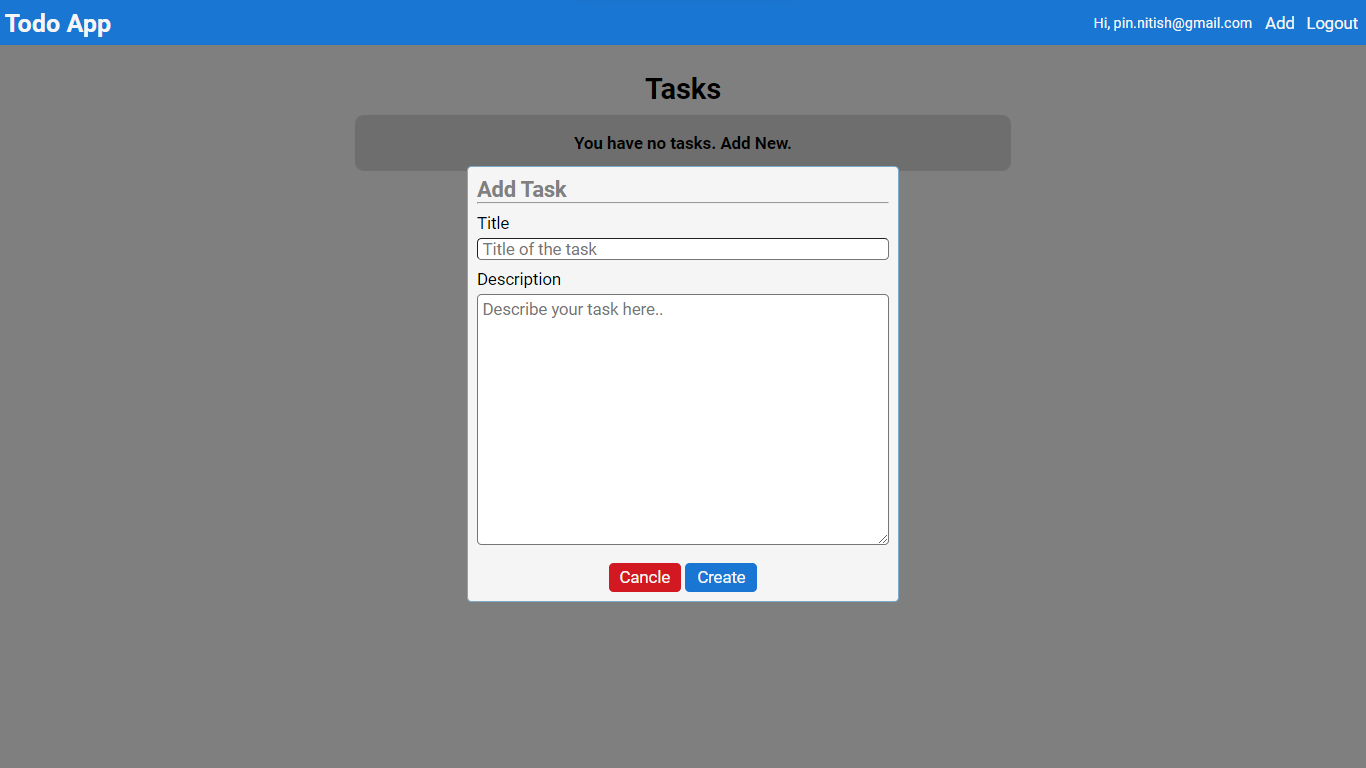 Todo App
Hi, pin.nitish@gmail.com Add Logout
Tasks
You have no tasks. Add New.
Add Task
Title
Title of the task
Description
Describe your task here..
Cancle Create